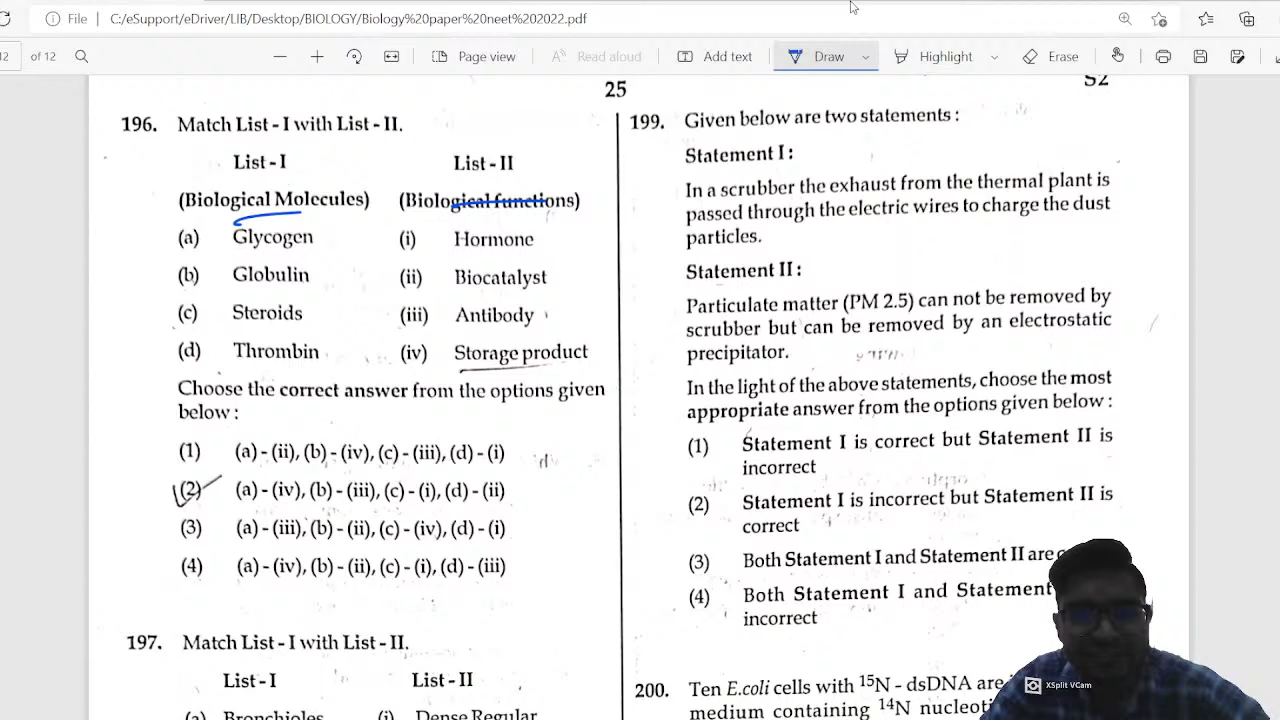 File
C:/eSupport/eDriver/LIB/Desktop/BIOLOGY/Biology%20paper%20neet%202022.pdf
12 of 12
Page view
Read aloud
Add text
Draw
Highlight
Erase
25
S2
196. Match List - I with List - II.
List - I List - II
(Biological Molecules) (Biological functions)
(a) Glycogen (i) Hormone
(b) Globulin (ii) Biocatalyst
(c) Steroids (iii) Antibody
(d) Thrombin (iv) Storage product
Choose the correct answer from the options given
below :
(1) (a) - (ii), (b) - (iv), (c) - (iii), (d) - (i)
(2) (a) - (iv), (b) - (iii), (c) - (i), (d) - (ii)
(3) (a) - (iii), (b) - (ii), (c) - (iv), (d) - (i)
(4) (a) - (iv), (b) - (ii), (c) - (i), (d) - (iii)
197. Match List - I with List - II.
List - I List - II
(a) Bronchioles (i) Dense Regular
199. Given below are two statements :
Statement I :
In a scrubber the exhaust from the thermal plant is
passed through the electric wires to charge the dust
particles.
Statement II :
Particulate matter (PM 2.5) can not be removed by
scrubber but can be removed by an electrostatic
precipitator.
In the light of the above statements, choose the most
appropriate answer from the options given below :
(1) Statement I is correct but Statement II is
incorrect
(2) Statement I is incorrect but Statement II is
correct
(3) Both Statement I and Statement II are
(4) Both Statement I and Statement
incorrect
200. Ten E.coli cells with 15N - dsDNA are
medium containing 14N
XSplit VCam